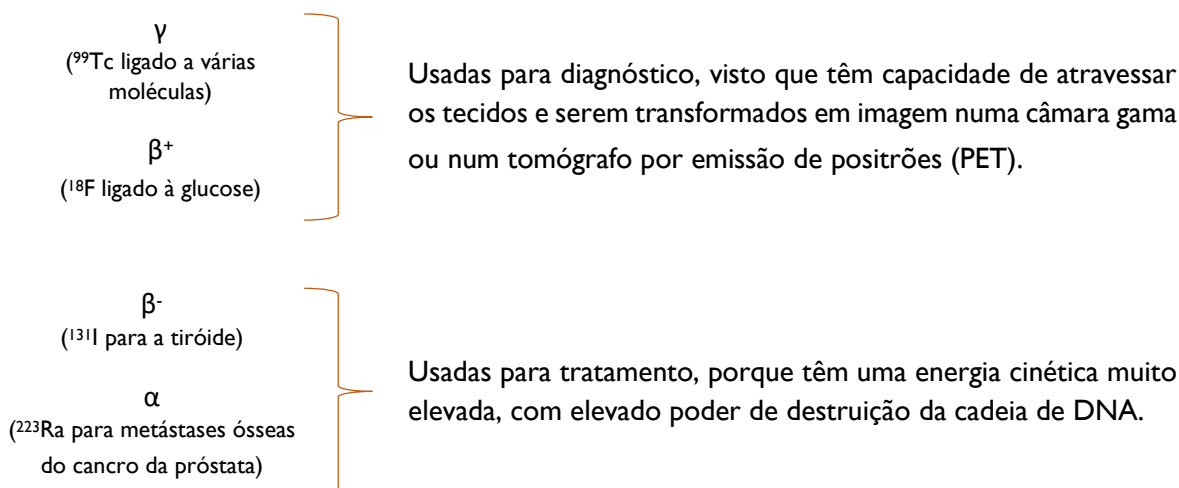 γ
(⁹⁹Tc ligado a várias
moléculas)
β⁺
(¹⁸F ligado à glucose)
Usadas para diagnóstico, visto que têm capacidade de atravessar
os tecidos e serem transformados em imagem numa câmara gama
ou num tomógrafo por emissão de positrões (PET).
β⁻
(¹³¹I para a tiróide)
α
(²²³Ra para metástases ósseas
do cancro da próstata)
Usadas para tratamento, porque têm uma energia cinética muito
elevada, com elevado poder de destruição da cadeia de DNA.